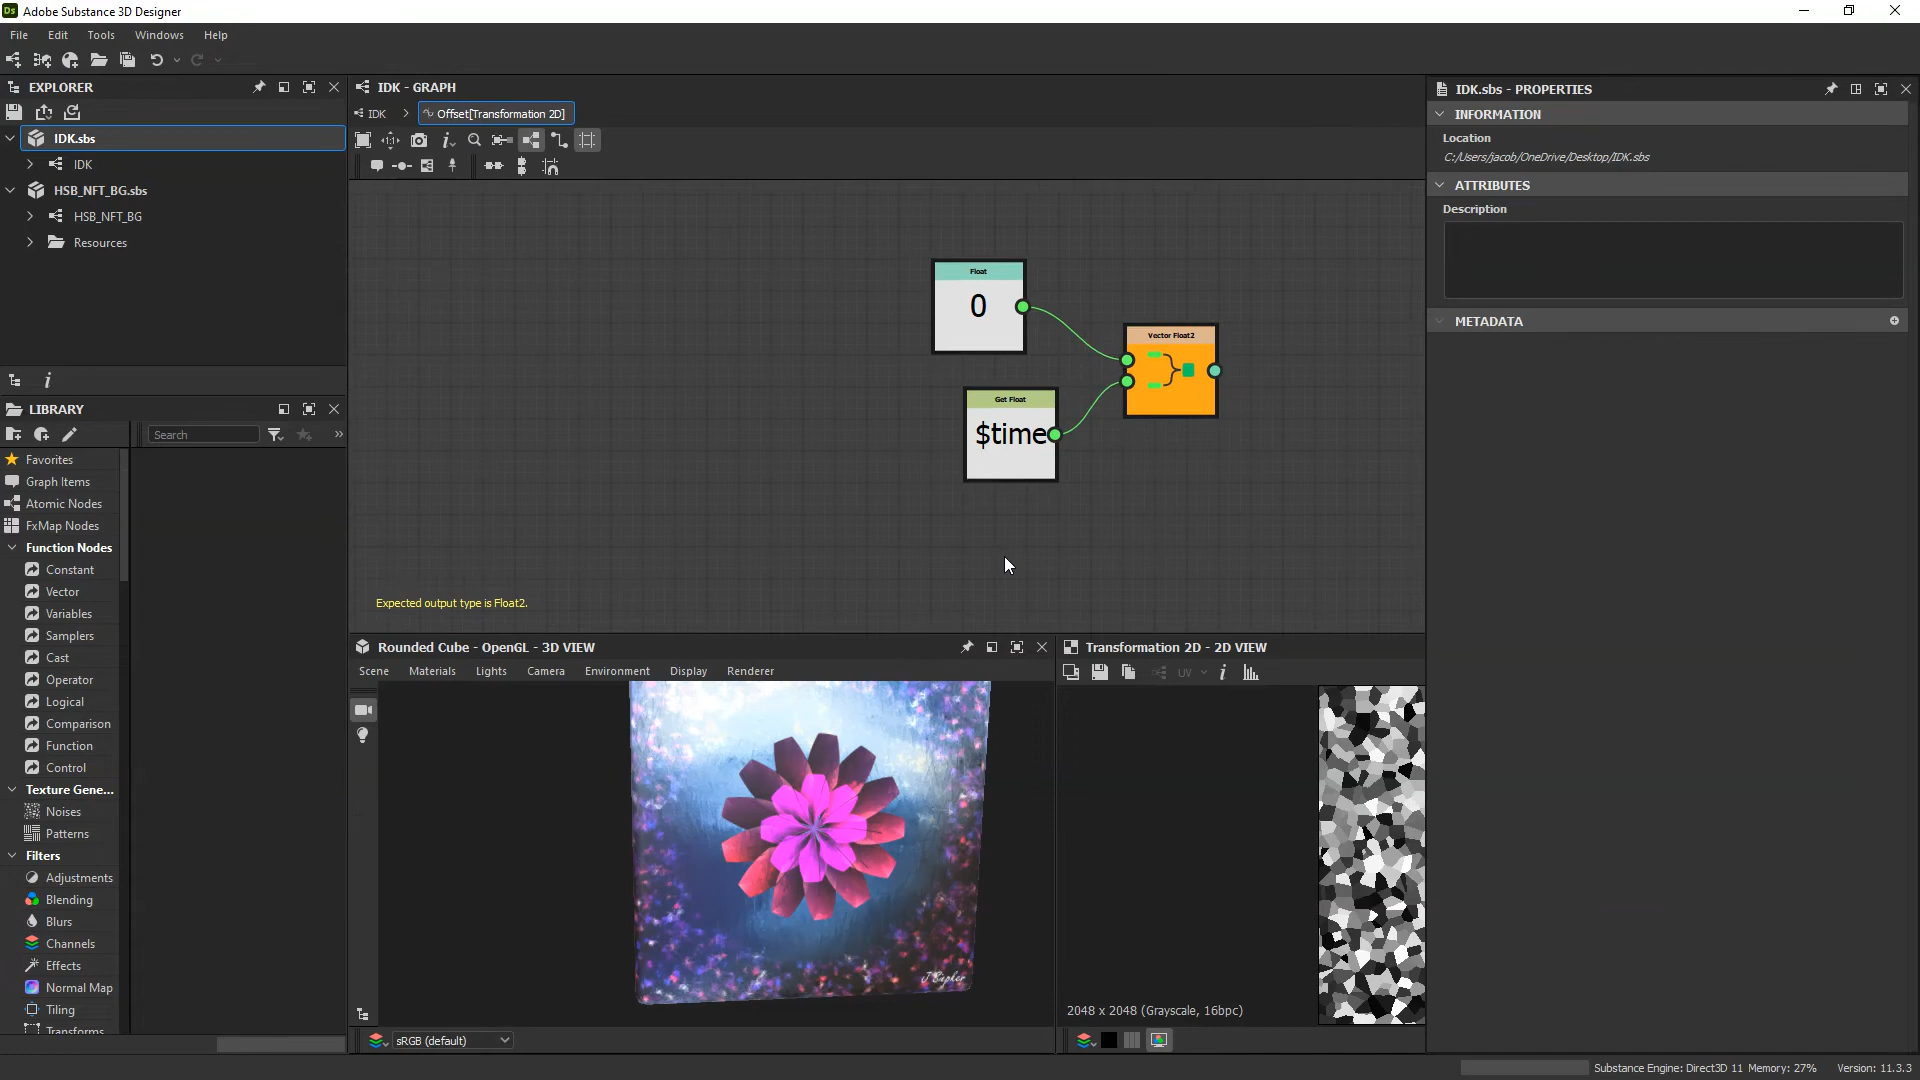 Ds Adobe Substance 3D Designer
File Edit Tools Windows Help
EXPLORER
IDK.sbs
IDK
HSB_NFT_BG.sbs
HSB_NFT_BG
Resources
LIBRARY
Search
Favorites
Graph Items
Atomic Nodes
FxMap Nodes
Function Nodes
Constant
Vector
Variables
Samplers
Cast
Operator
Logical
Comparison
Function
Control
Texture Gene...
Noises
Patterns
Filters
Adjustments
Blending
Blurs
Channels
Effects
Normal Map
Tiling
Transforms
IDK - GRAPH
IDK > Offset[Transformation 2D]
Float
0
Get Float
$time
Vector Float2
Expected output type is Float2.
Rounded Cube - OpenGL - 3D VIEW
Scene Materials Lights Camera Environment Display Renderer
sRGB (default)
Transformation 2D - 2D VIEW
UV
2048 x 2048 (Grayscale, 16bpc)
IDK.sbs - PROPERTIES
INFORMATION
Location
C:/Users/jacob/OneDrive/Desktop/IDK.sbs
ATTRIBUTES
Description
METADATA
Substance Engine: Direct3D 11 Memory: 27% Version: 11.3.3